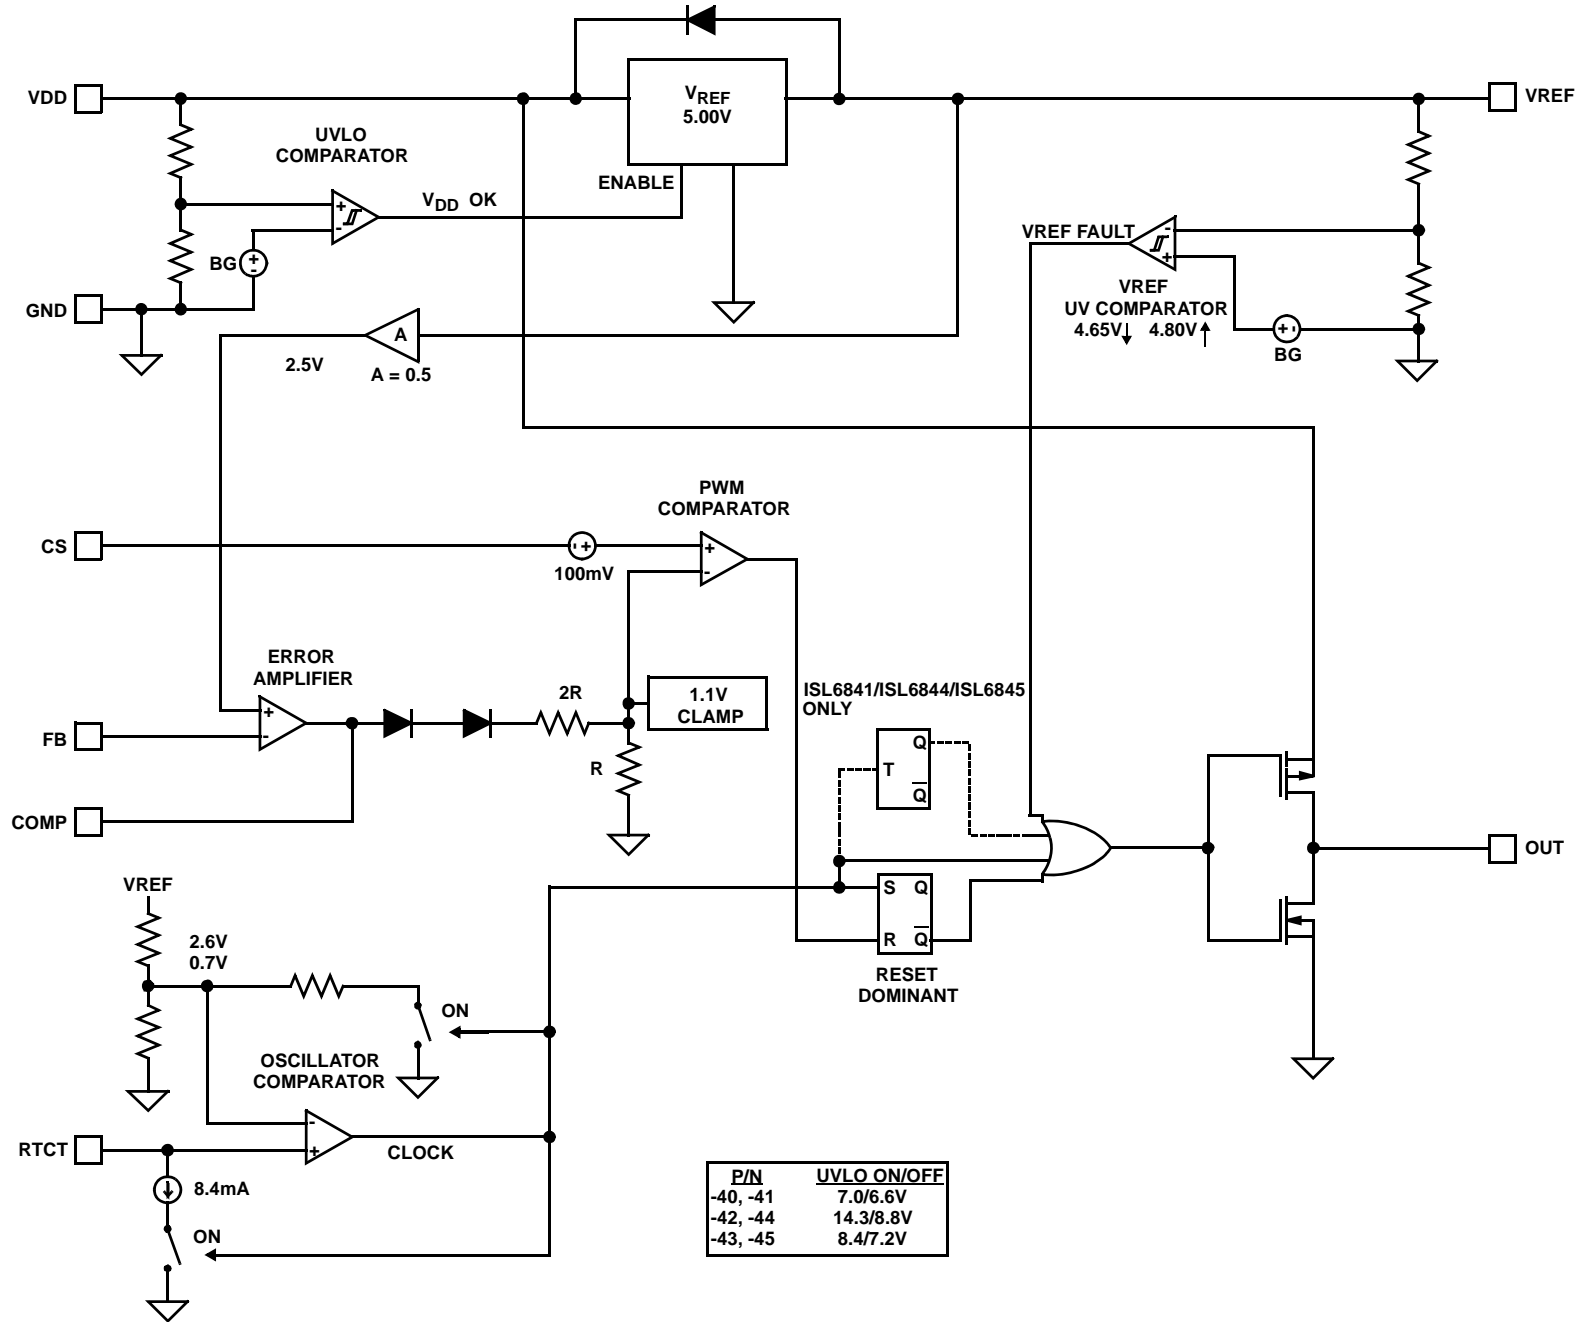 VDD
V_REF
5.00V
VREF
UVLO
COMPARATOR
ENABLE
+
-
V_DD OK
BG
+
-
GND
VREF FAULT
-
+
VREF
UV COMPARATOR
4.65V↓ 4.80V↑
+ -
BG
A
2.5V
A = 0.5
PWM
COMPARATOR
CS
- +
100mV
+
-
ERROR
AMPLIFIER
+
-
FB
2R
1.1V
CLAMP
R
COMP
ISL6841/ISL6844/ISL6845
ONLY
Q
T
Q̅
S Q
R Q̅
RESET
DOMINANT
OUT
VREF
2.6V
0.7V
ON
OSCILLATOR
COMPARATOR
-
+
RTCT
CLOCK
8.4mA
ON
P/N UVLO ON/OFF
-40, -41 7.0/6.6V
-42, -44 14.3/8.8V
-43, -45 8.4/7.2V